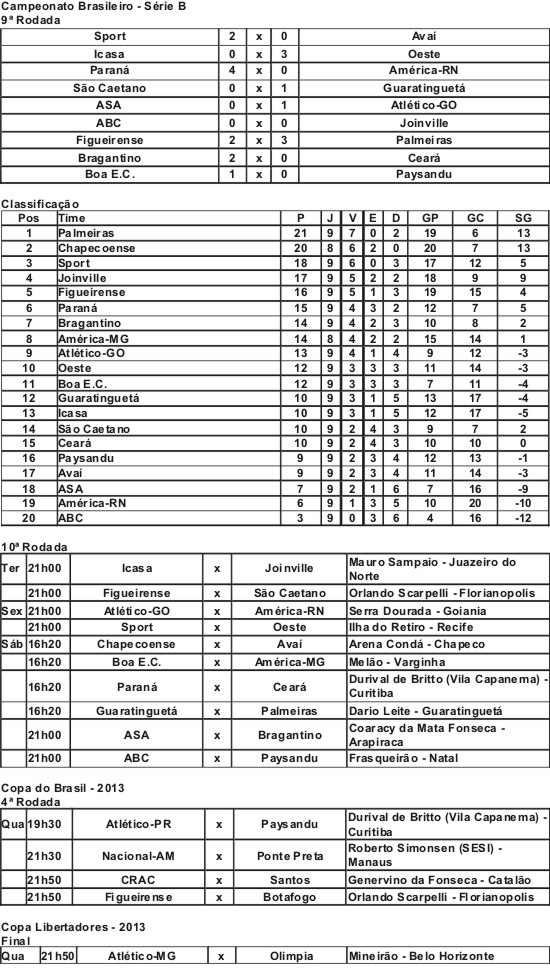 Campeonato Brasileiro - Série B
9ª Rodada
Sport 2 x 0 Avaí
Icasa 0 x 3 Oeste
Paraná 4 x 0 América-RN
São Caetano 0 x 1 Guaratinguetá
ASA 0 x 1 Atlético-GO
ABC 0 x 0 Joinville
Figueirense 2 x 3 Palmeiras
Bragantino 2 x 0 Ceará
Boa E.C. 1 x 0 Paysandu
Classificação
Pos Time P J V E D GP GC SG
1 Palmeiras 21 9 7 0 2 19 6 13
2 Chapecoense 20 8 6 2 0 20 7 13
3 Sport 18 9 6 0 3 17 12 5
4 Joinville 17 9 5 2 2 18 9 9
5 Figueirense 16 9 5 1 3 19 15 4
6 Paraná 15 9 4 3 2 12 7 5
7 Bragantino 14 9 4 2 3 10 8 2
8 América-MG 14 8 4 2 2 15 14 1
9 Atlético-GO 13 9 4 1 4 9 12 -3
10 Oeste 12 9 3 3 3 11 14 -3
11 Boa E.C. 12 9 3 3 3 7 11 -4
12 Guaratinguetá 10 9 3 1 5 13 17 -4
13 Icasa 10 9 3 1 5 12 17 -5
14 São Caetano 10 9 2 4 3 9 7 2
15 Ceará 10 9 2 4 3 10 10 0
16 Paysandu 9 9 2 3 4 12 13 -1
17 Avaí 9 9 2 3 4 11 14 -3
18 ASA 7 9 2 1 6 7 16 -9
19 América-RN 6 9 1 3 5 10 20 -10
20 ABC 3 9 0 3 6 4 16 -12
10ª Rodada
Ter 21h00 Icasa x Joinville Mauro Sampaio - Juazeiro do
Norte
21h00 Figueirense x São Caetano Orlando Scarpelli - Florianopolis
Sex 21h00 Atlético-GO x América-RN Serra Dourada - Goiania
21h00 Sport x Oeste Ilha do Retiro - Recife
Sáb 16h20 Chapecoense x Avaí Arena Condá - Chapeco
16h20 Boa E.C. x América-MG Melão - Varginha
16h20 Paraná x Ceará Durival de Britto (Vila Capanema) -
Curitiba
16h20 Guaratinguetá x Palmeiras Dario Leite - Guaratinguetá
21h00 ASA x Bragantino Coaracy da Mata Fonseca -
Arapiraca
21h00 ABC x Paysandu Frasqueirão - Natal
Copa do Brasil - 2013
4ª Rodada
Qua 19h30 Atlético-PR x Paysandu Durival de Britto (Vila Capanema) -
Curitiba
21h30 Nacional-AM x Ponte Preta Roberto Simonsen (SESI) -
Manaus
21h50 CRAC x Santos Genervino da Fonseca - Catalão
21h50 Figueirense x Botafogo Orlando Scarpelli - Florianopolis
Copa Libertadores - 2013
Final
Qua 21h50 Atlético-MG x Olimpia Mineirão - Belo Horizonte